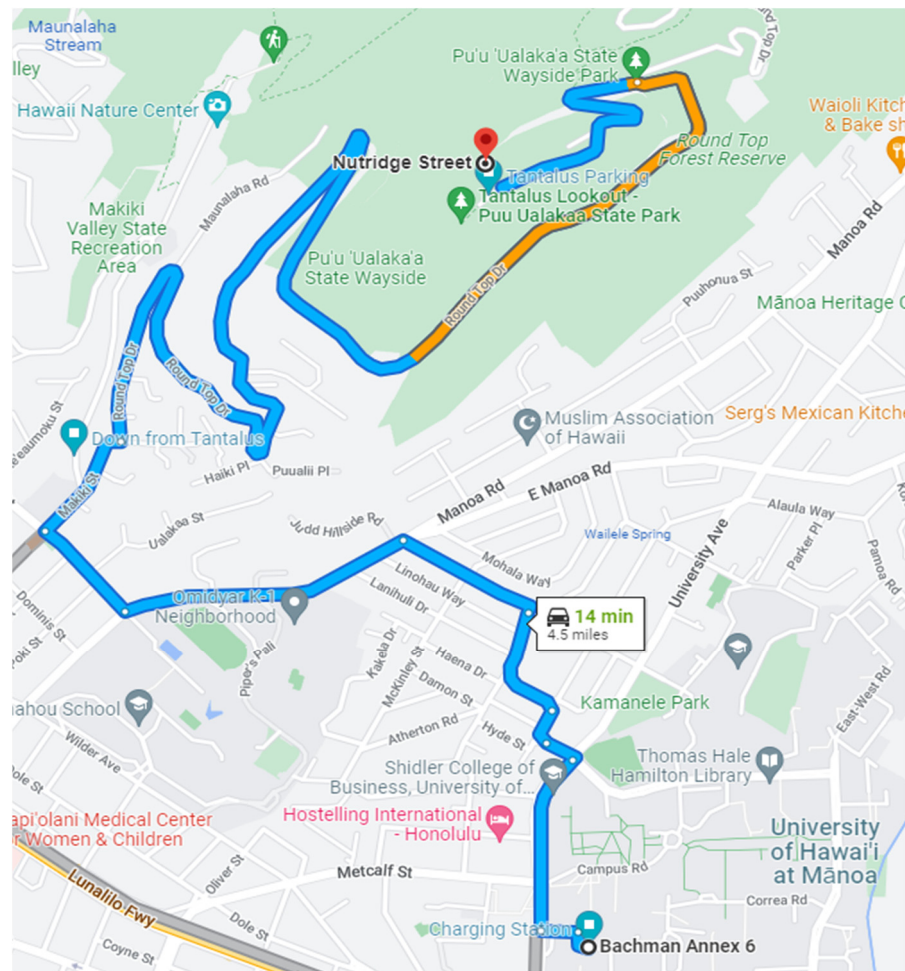 Maunalaha
Stream
Pu'u 'Ualaka'a State
Wayside Park
Hawaii Nature Center
Waioli Kitch
& Bake sh
Round Top
Forest Reserve
Nutridge Street
Tantalus Parking
Tantalus Lookout -
Puu Ualakaa State Park
Maunalaha Rd
Makiki
Valley State
Recreation
Area
Manoa Rd
Pu'u 'Ualaka'a
State Wayside
Puuhonua St
Round Top Dr
Mānoa Heritage C
Round Top Dr
Round Top Dr
Serg's Mexican Kitche
Muslim Association
of Hawaii
Down from Tantalus
Haiki Pl
Puualii Pl
E Manoa Rd
Manoa Rd
Makiki St
Ualakaa St
Judd Hillside Rd
Wailele Spring
Alaula Way
Parker Pl
Pamoa Rd
University Ave
Mohala Way
Linohau Way
Lanihuli Dr
Omidyar K-1
Neighborhood
Dominis St
14 min
4.5 miles
Piper's Pali
Kakela Dr
McKinley St
Haena Dr
Damon St
Kamanele Park
East-West Rd
ahou School
Atherton Rd
Hyde St
Wilder Ave
Thomas Hale
Hamilton Library
Shidler College of
Business, University of...
Dole St
api'olani Medical Center
r Women & Children
Hostelling International
- Honolulu
University
of Hawai'i
at Mānoa
Oliver St
Metcalf St
Campus Rd
Lunalilo Fwy
Correa Rd
Dole St
Charging Station
Bachman Annex 6
Coyne St